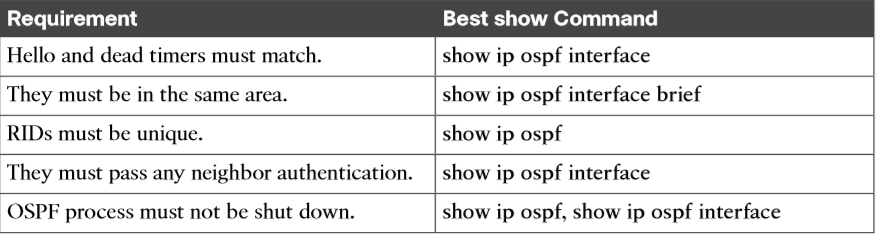 Requirement Best show Command
Hello and dead timers must match. show ip ospf interface
They must be in the same area. show ip ospf interface brief
RIDs must be unique. show ip ospf
They must pass any neighbor authentication. show ip ospf interface
OSPF process must not be shut down. show ip ospf, show ip ospf interface